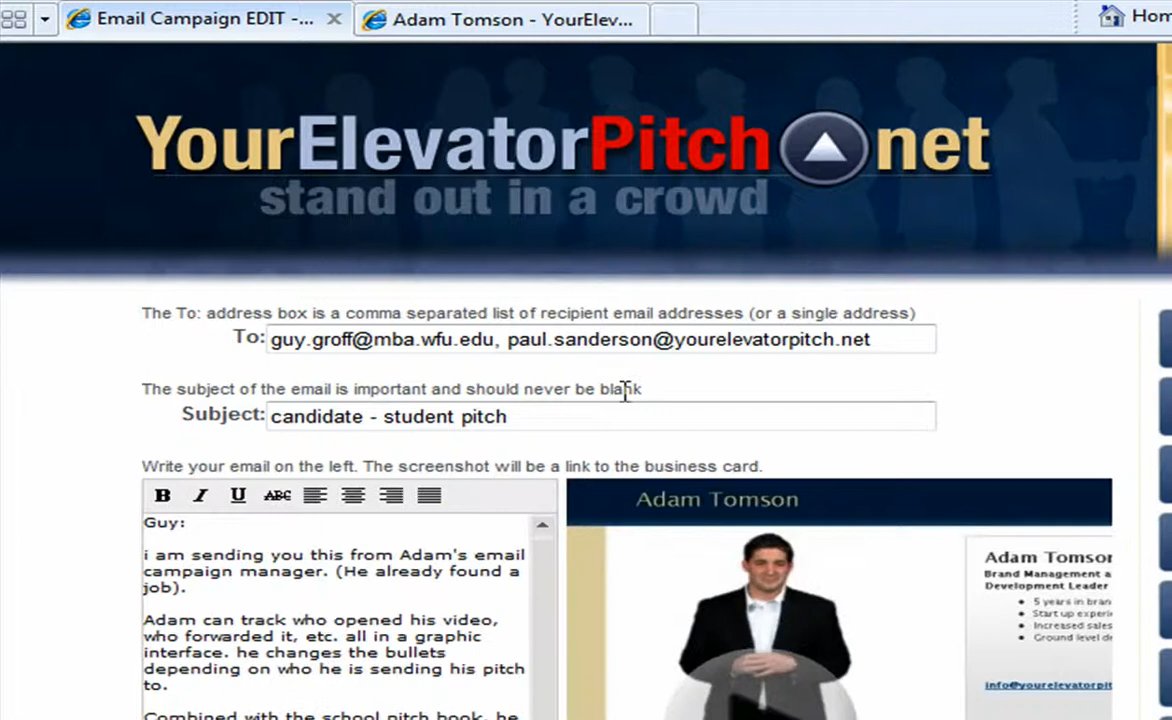 Email Campaign EDIT -...
Adam Tomson - YourElev...
YourElevatorPitch net
stand out in a crowd
The To: address box is a comma separated list of recipient email addresses (or a single address)
To: guy.groff@mba.wfu.edu, paul.sanderson@yourelevatorpitch.net
The subject of the email is important and should never be blank
Subject: candidate - student pitch
Write your email on the left. The screenshot will be a link to the business card.
B I U ABC
Guy:
i am sending you this from Adam's email
campaign manager. (He already found a
job).
Adam can track who opened his video,
who forwarded it, etc. all in a graphic
interface. he changes the bullets
depending on who he is sending his pitch
to.
Combined with the school pitch book, he
Adam Tomson
Adam Tomson
Brand Management a
Development Leader
5 years in bran
Start up experi
Increased sales
Ground level de
info@yourelevatorpit